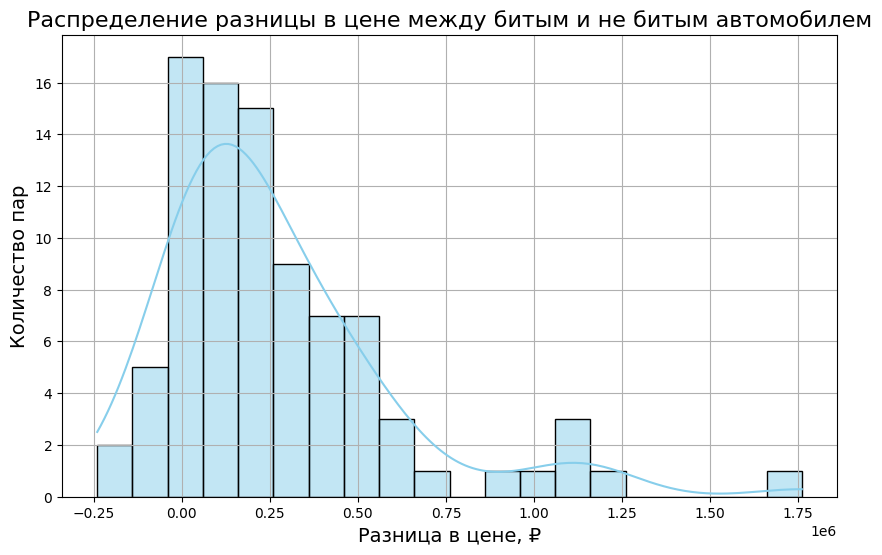 Распределение разницы в цене между битым и не битым автомобилем
Количество пар
16
14
12
10
8
6
4
2
0
−0.25 0.00 0.25 0.50 0.75 1.00 1.25 1.50 1.75
1e6
Разница в цене, ₽